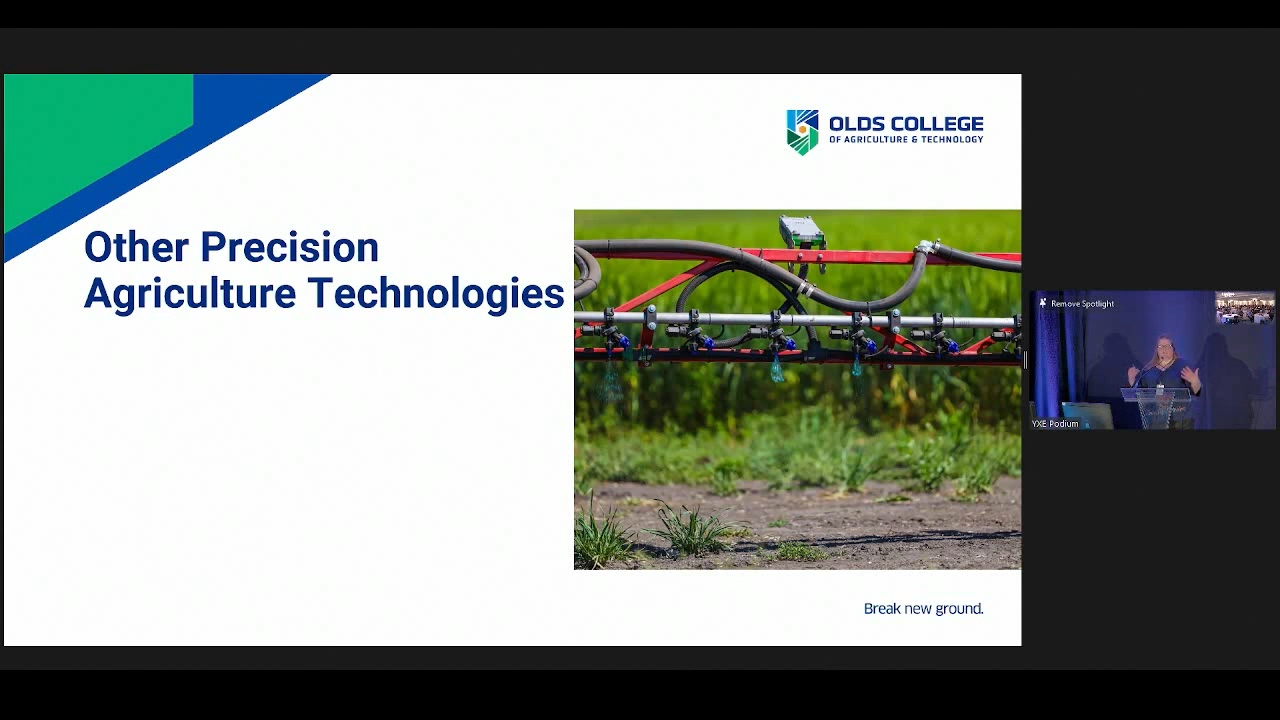 OLDS COLLEGE
OF AGRICULTURE & TECHNOLOGY
Other Precision
Agriculture Technologies
Remove Spotlight
YXE Podium
Break new ground.